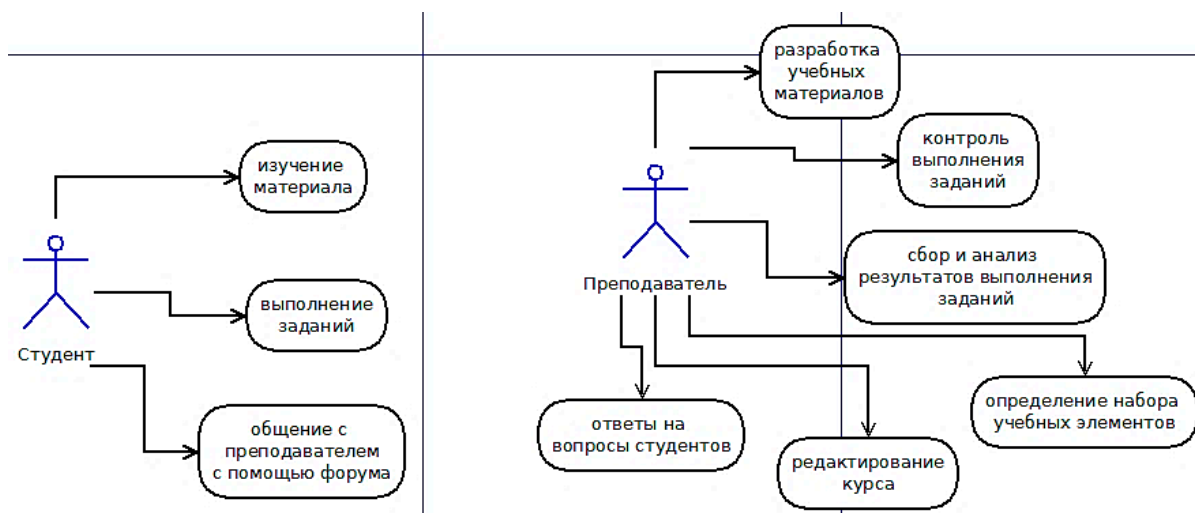 изучение
материала
выполнение
заданий
Студент
общение с
преподавателем
с помощью форума
разработка
учебных
материалов
контроль
выполнения
заданий
Преподаватель
сбор и анализ
результатов выполнения
заданий
ответы на
вопросы студентов
редактирование
курса
определение набора
учебных элементов